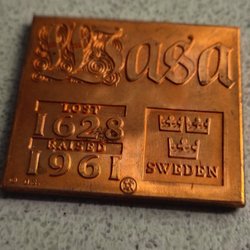 Wasa
LOST
1628
RAISED
1961
SWEDEN